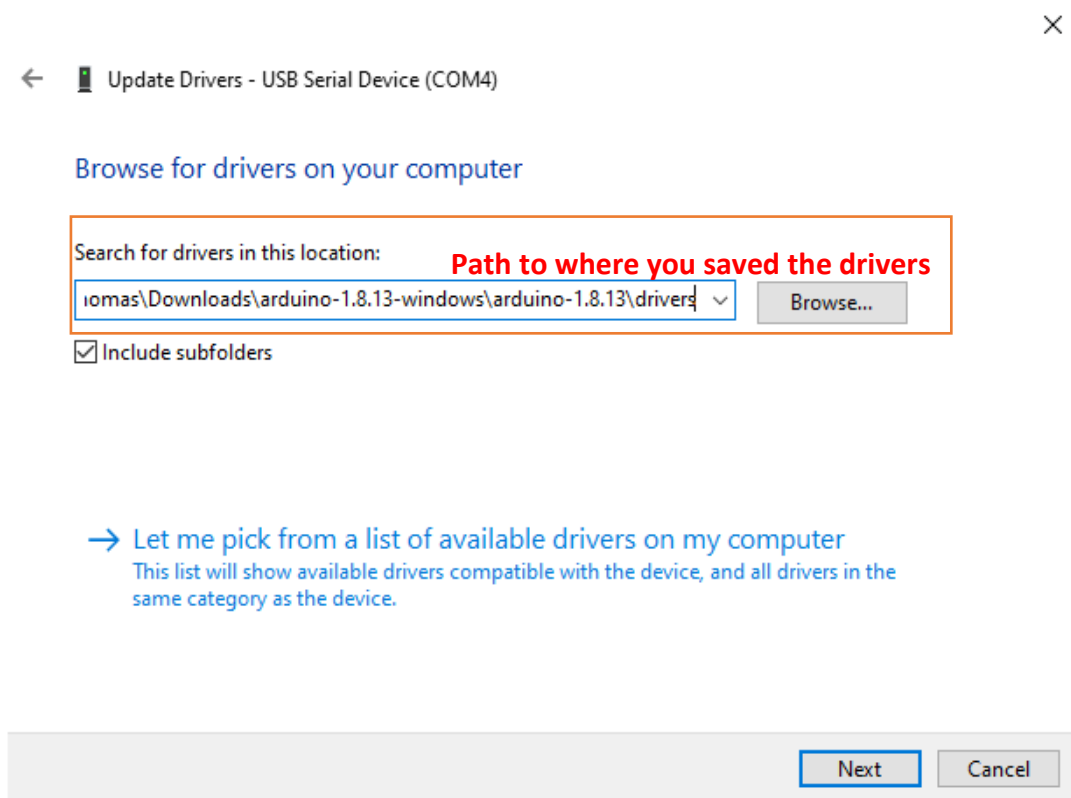 Update Drivers - USB Serial Device (COM4)
Browse for drivers on your computer
Search for drivers in this location:
Path to where you saved the drivers
omas\Downloads\arduino-1.8.13-windows\arduino-1.8.13\drivers
Browse...
Include subfolders
Let me pick from a list of available drivers on my computer
This list will show available drivers compatible with the device, and all drivers in the
same category as the device.
Next
Cancel